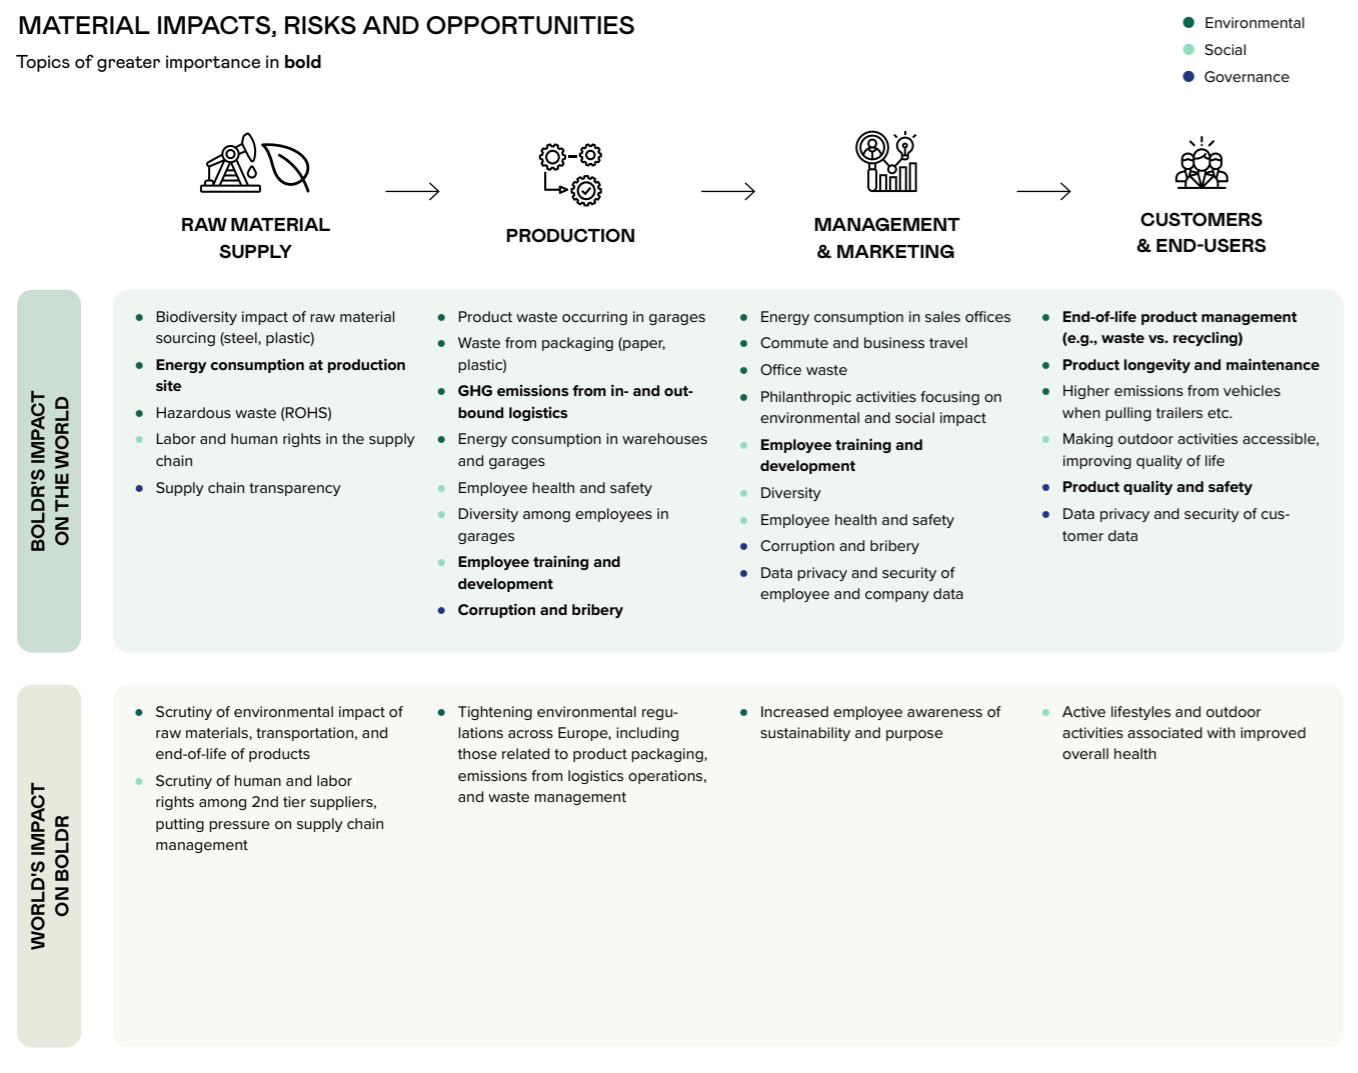 MATERIAL IMPACTS, RISKS AND OPPORTUNITIES
Topics of greater importance in bold
Environmental
Social
Governance
RAW MATERIAL
SUPPLY
PRODUCTION
MANAGEMENT
& MARKETING
CUSTOMERS
& END-USERS
BOLDR'S IMPACT
ON THE WORLD
Biodiversity impact of raw material
sourcing (steel, plastic)
Energy consumption at production
site
Hazardous waste (ROHS)
Labor and human rights in the supply
chain
Supply chain transparency
Product waste occurring in garages
Waste from packaging (paper,
plastic)
GHG emissions from in- and out-
bound logistics
Energy consumption in warehouses
and garages
Employee health and safety
Diversity among employees in
garages
Employee training and
development
Corruption and bribery
Energy consumption in sales offices
Commute and business travel
Office waste
Philanthropic activities focusing on
environmental and social impact
Employee training and
development
Diversity
Employee health and safety
Corruption and bribery
Data privacy and security of
employee and company data
End-of-life product management
(e.g., waste vs. recycling)
Product longevity and maintenance
Higher emissions from vehicles
when pulling trailers etc.
Making outdoor activities accessible,
improving quality of life
Product quality and safety
Data privacy and security of cus-
tomer data
WORLD'S IMPACT
ON BOLDR
Scrutiny of environmental impact of
raw materials, transportation, and
end-of-life of products
Scrutiny of human and labor
rights among 2nd tier suppliers,
putting pressure on supply chain
management
Tightening environmental regu-
lations across Europe, including
those related to product packaging,
emissions from logistics operations,
and waste management
Increased employee awareness of
sustainability and purpose
Active lifestyles and outdoor
activities associated with improved
overall health